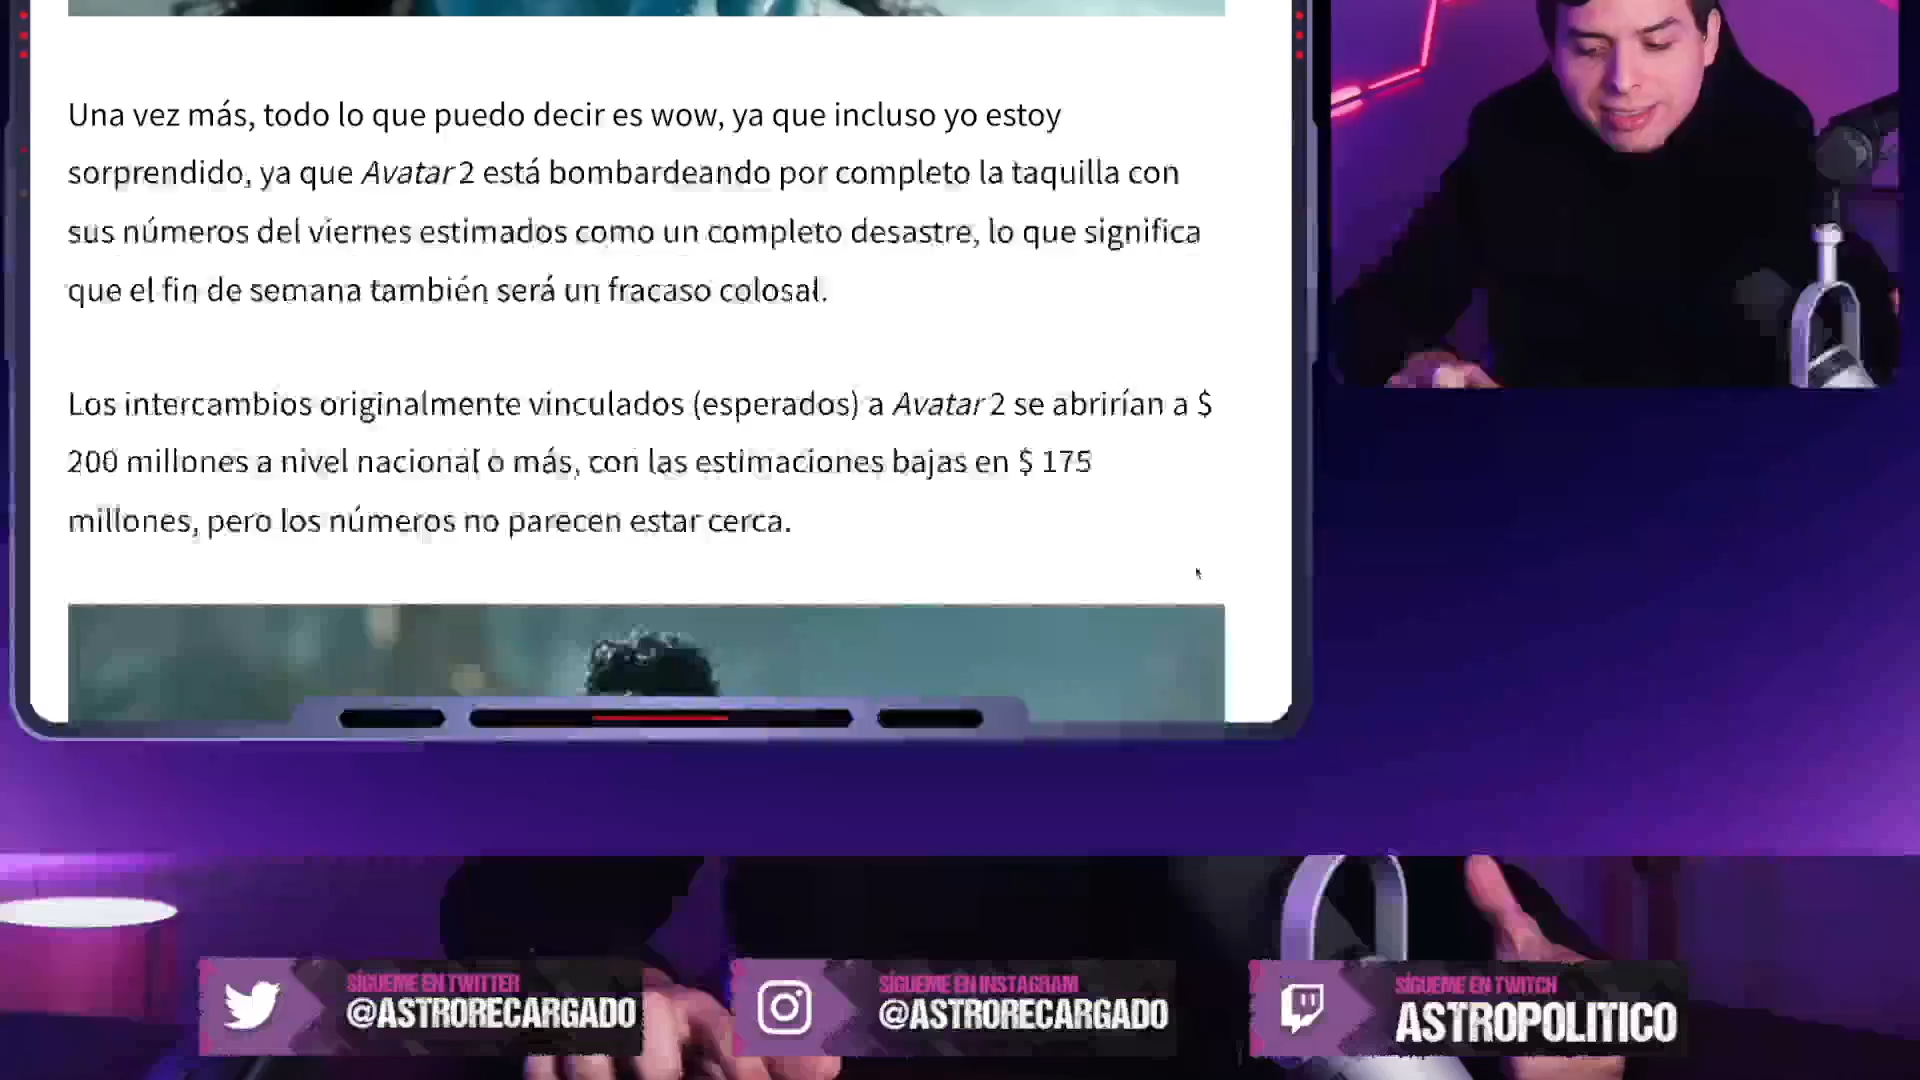 Una vez más, todo lo que puedo decir es wow, ya que incluso yo estoy
sorprendido, ya que Avatar 2 está bombardeando por completo la taquilla con
sus números del viernes estimados como un completo desastre, lo que significa
que el fin de semana también será un fracaso colosal.
Los intercambios originalmente vinculados (esperados) a Avatar 2 se abrirían a $
200 millones a nivel nacional o más, con las estimaciones bajas en $ 175
millones, pero los números no parecen estar cerca.
SÍGUEME EN TWITTER
@ASTRORECARGADO
SÍGUEME EN INSTAGRAM
@ASTRORECARGADO
SÍGUEME EN TWITCH
ASTROPOLITICO